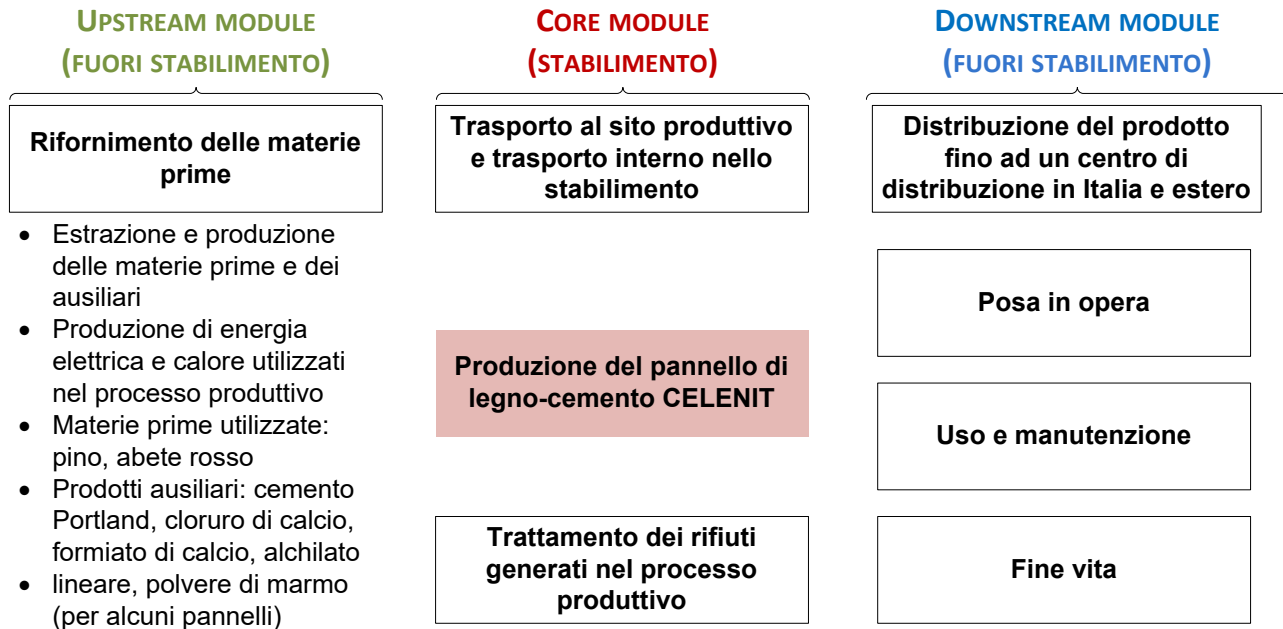 UPSTREAM MODULE
(FUORI STABILIMENTO)
Rifornimento delle materie
prime
• Estrazione e produzione
delle materie prime e dei
ausiliari
• Produzione di energia
elettrica e calore utilizzati
nel processo produttivo
• Materie prime utilizzate:
pino, abete rosso
• Prodotti ausiliari: cemento
Portland, cloruro di calcio,
formiato di calcio, alchilato
• lineare, polvere di marmo
(per alcuni pannelli)
CORE MODULE
(STABILIMENTO)
Trasporto al sito produttivo
e trasporto interno nello
stabilimento
Produzione del pannello di
legno-cemento CELENIT
Trattamento dei rifiuti
generati nel processo
produttivo
DOWNSTREAM MODULE
(FUORI STABILIMENTO)
Distribuzione del prodotto
fino ad un centro di
distribuzione in Italia e estero
Posa in opera
Uso e manutenzione
Fine vita